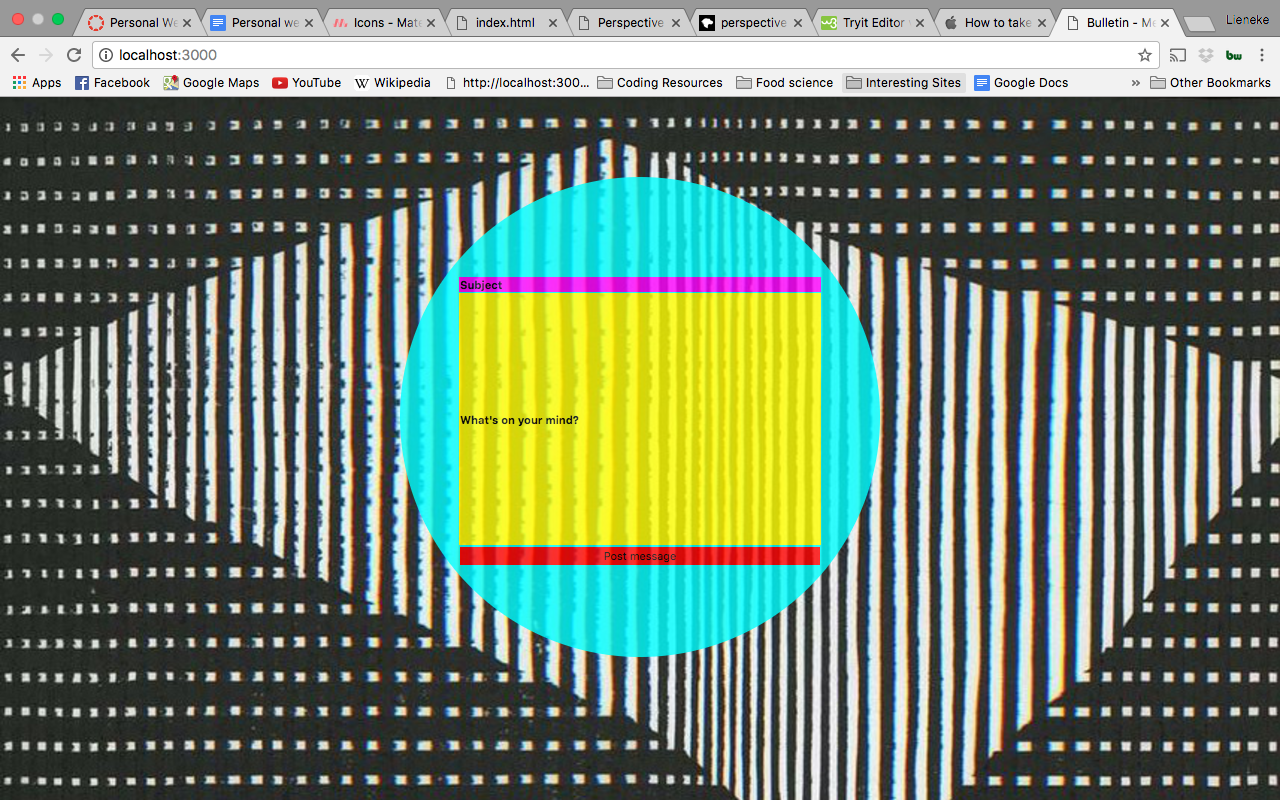 Personal We
Personal we
Icons - Mate
index.html
Perspective
perspective
Tryit Editor
How to take
Bulletin - Me
Lieneke
localhost:3000
bw
Apps
Facebook
Google Maps
YouTube
W Wikipedia
http://localhost:300...
Coding Resources
Food science
Interesting Sites
Google Docs
»
Other Bookmarks
Subject
What's on your mind?
Post message